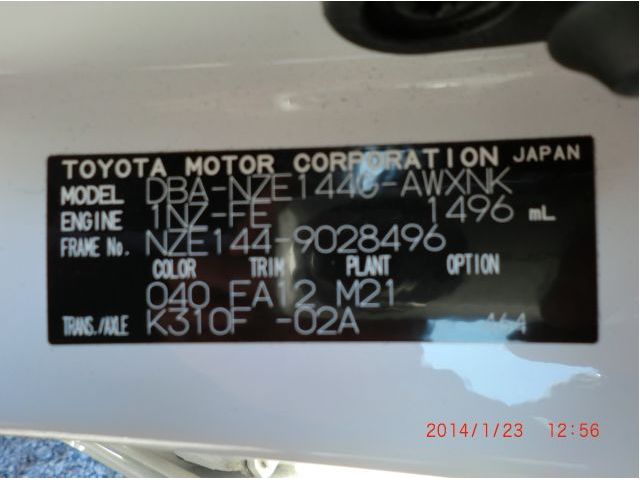 TOYOTA MOTOR CORPORATION JAPAN
MODEL DBA-NZE144G-AWXNK
ENGINE 1NZ-FE 1496 mL
FRAME No. NZE144-9028496
COLOR TRIM PLANT OPTION
040 FA12 M21
TRANS./AXLE K310F -02A 464
2014/1/23 12:56